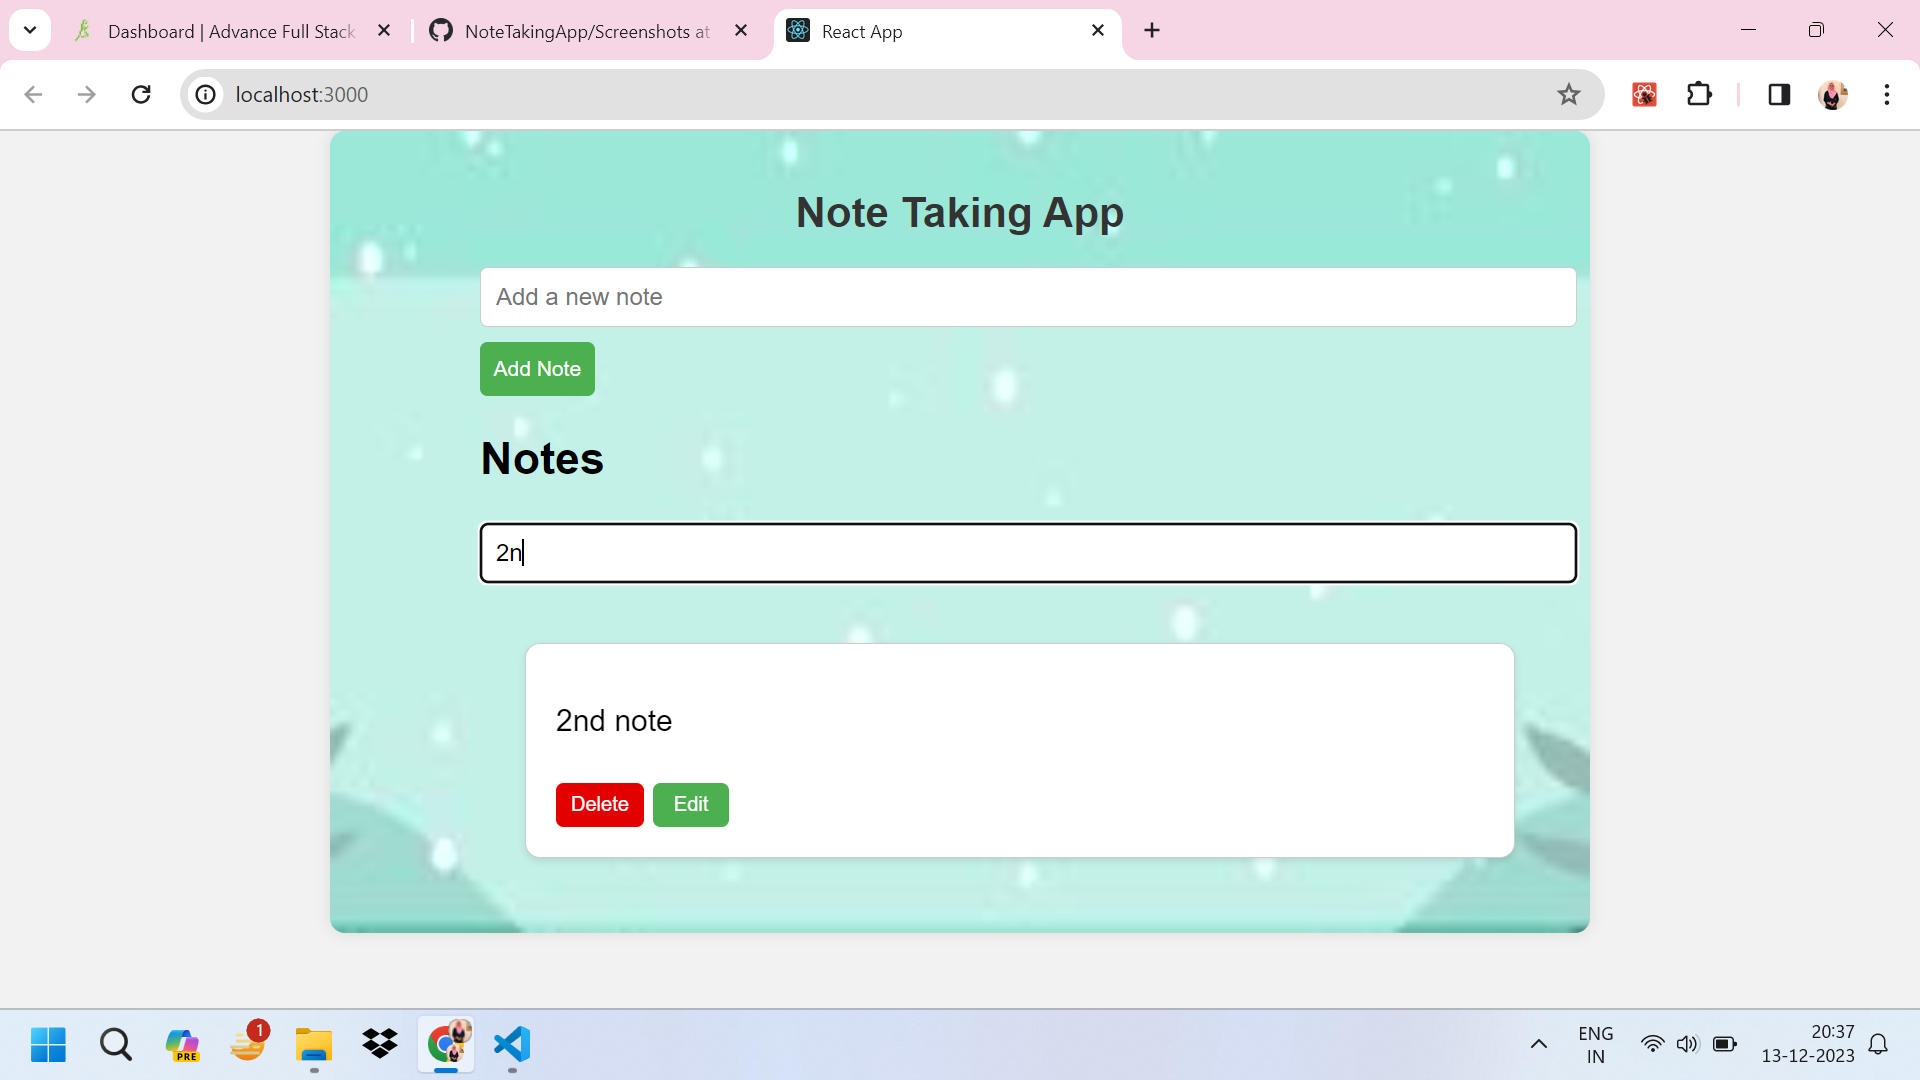 Dashboard | Advance Full Stack
NoteTakingApp/Screenshots at
React App
localhost:3000
Note Taking App
Add a new note
Add Note
Notes
2n
2nd note
Delete
Edit
1
PRE
ENG
IN
20:37
13-12-2023